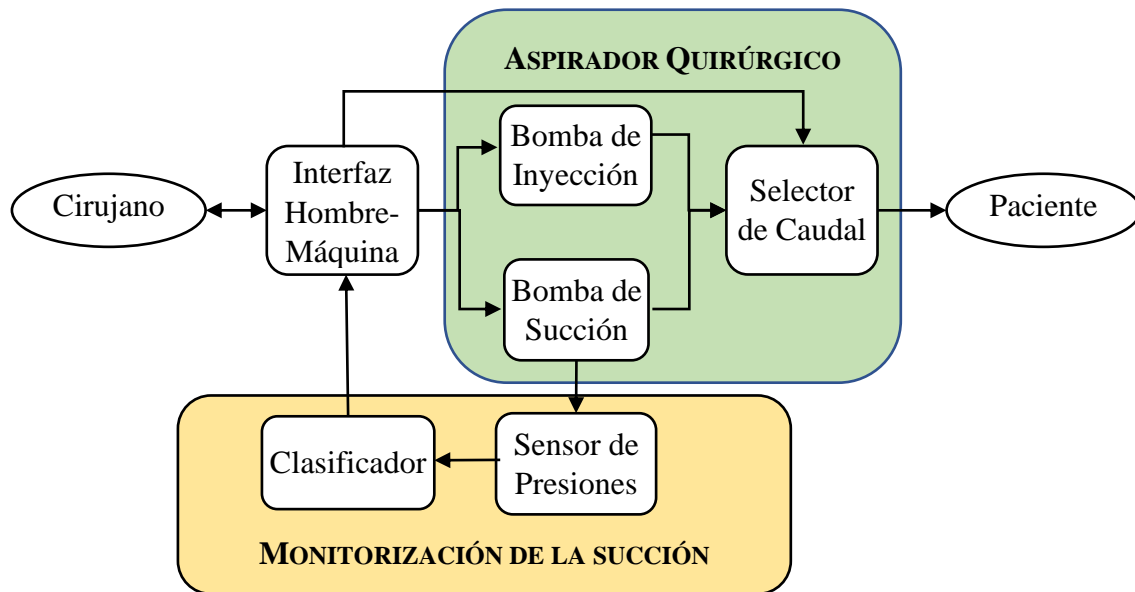 ASPIRADOR QUIRÚRGICO
Bomba de
Inyección
Interfaz
Hombre-
Máquina
Selector
de Caudal
Cirujano
Paciente
Bomba de
Succión
Clasificador
Sensor de
Presiones
MONITORIZACIÓN DE LA SUCCIÓN